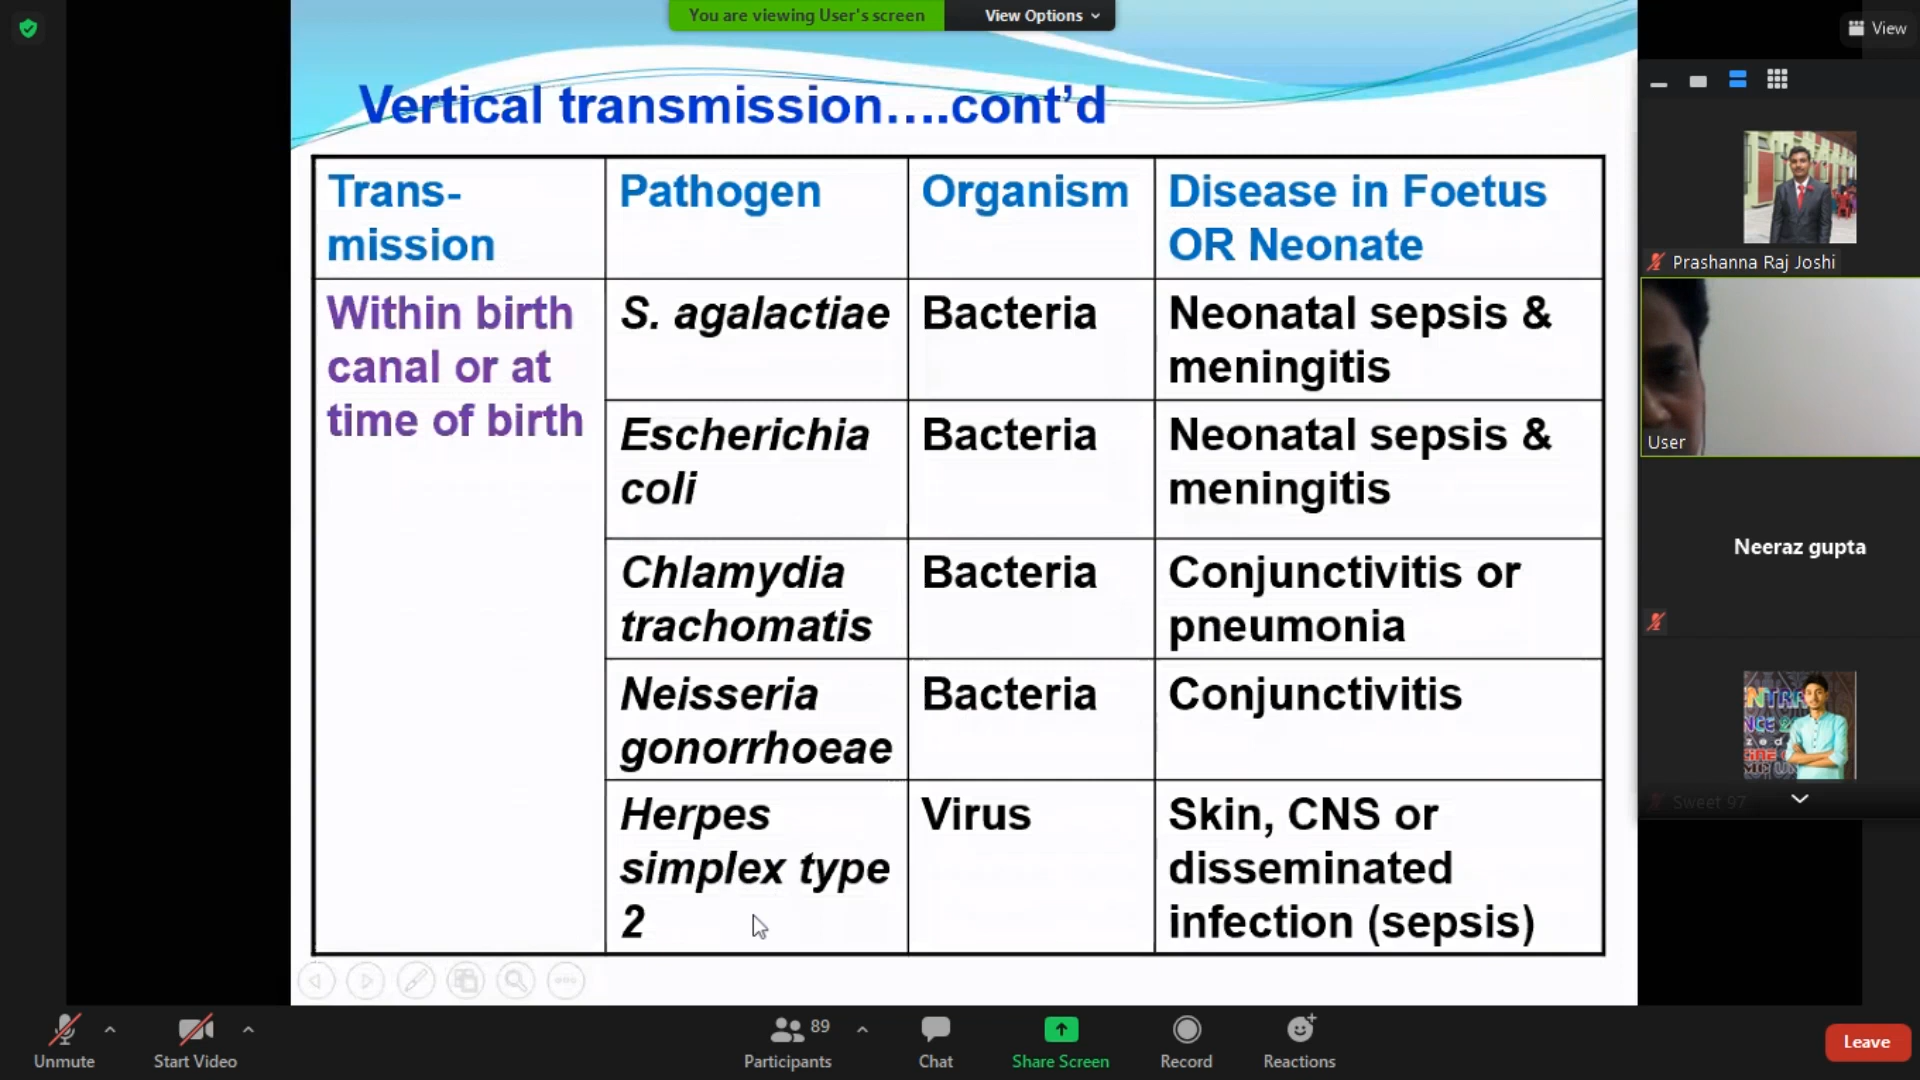 You are viewing User's screen
View Options
View
Vertical transmission….cont’d
Trans-
mission
Pathogen
Organism
Disease in Foetus
OR Neonate
Within birth
canal or at
time of birth
S. agalactiae
Bacteria
Neonatal sepsis &
meningitis
Escherichia
coli
Bacteria
Neonatal sepsis &
meningitis
Chlamydia
trachomatis
Bacteria
Conjunctivitis or
pneumonia
Neisseria
gonorrhoeae
Bacteria
Conjunctivitis
Herpes
simplex type
2
Virus
Skin, CNS or
disseminated
infection (sepsis)
Prashanna Raj Joshi
User
Neeraz gupta
Sweet 97
Unmute
Start Video
89
Participants
Chat
Share Screen
Record
Reactions
Leave